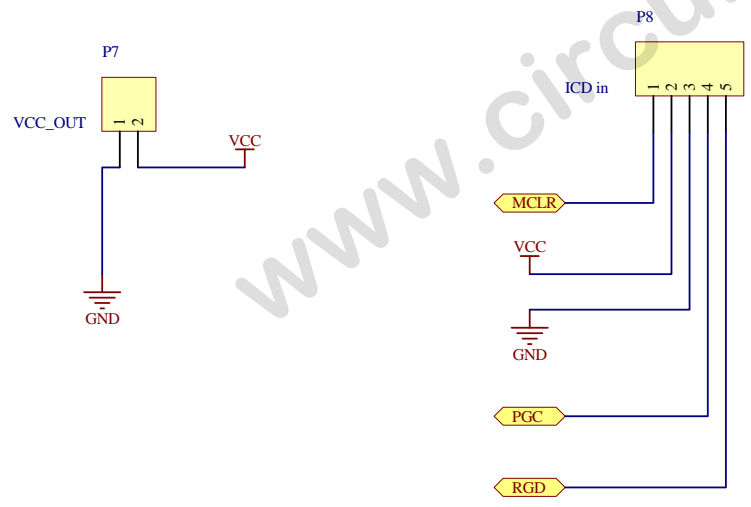 P7
VCC_OUT
1 2
VCC
GND
P8
ICD in
1 2 3 4 5
MCLR
VCC
GND
PGC
RGD
www.circu